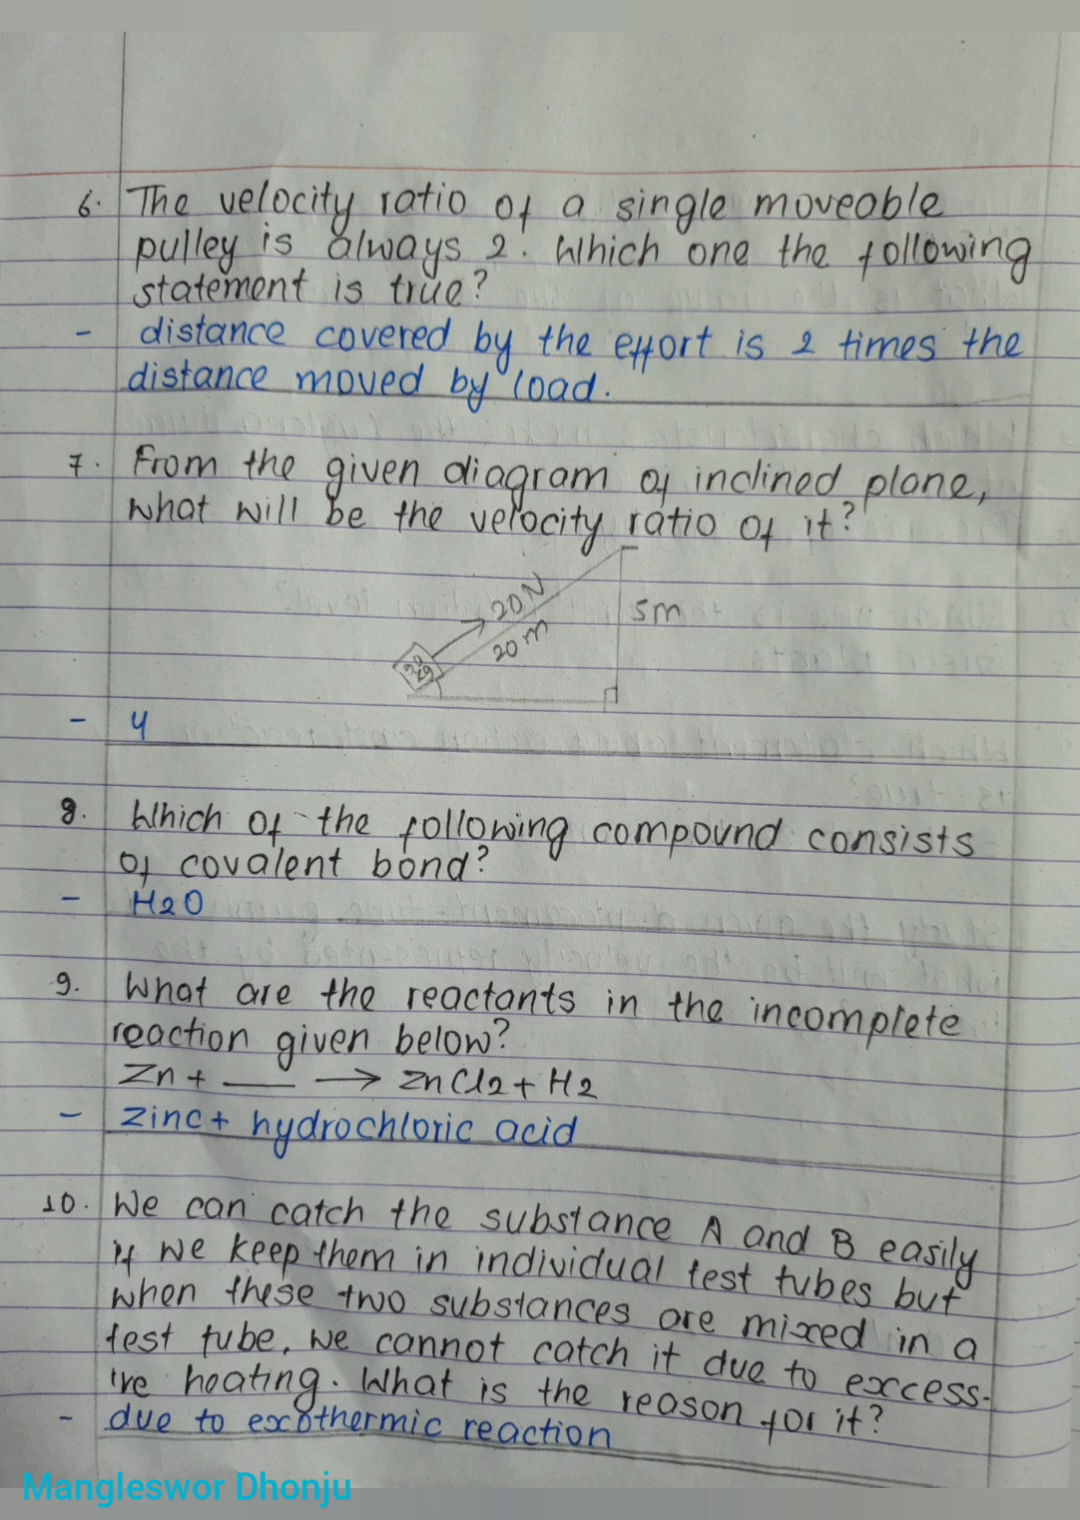 6. The velocity ratio of a single moveable
pulley is always 2. Which one the following
statement is true?
- distance covered by the effort is 2 times the
distance moved by load.
7. From the given diagram of inclined plane,
what will be the velocity ratio of it?
20N
5m
20m
- 4
8. Which of the following compound consists
of covalent bond?
- H2O
9. What are the reactants in the incomplete
reaction given below?
Zn + ___ → ZnCl2 + H2
- zinc + hydrochloric acid
10. We can catch the substance A and B easily
if we keep them in individual test tubes but
when these two substances are mixed in a
test tube, we cannot catch it due to excess-
ive heating. What is the reason for it?
- due to exothermic reaction
Mangleswor Dhonju